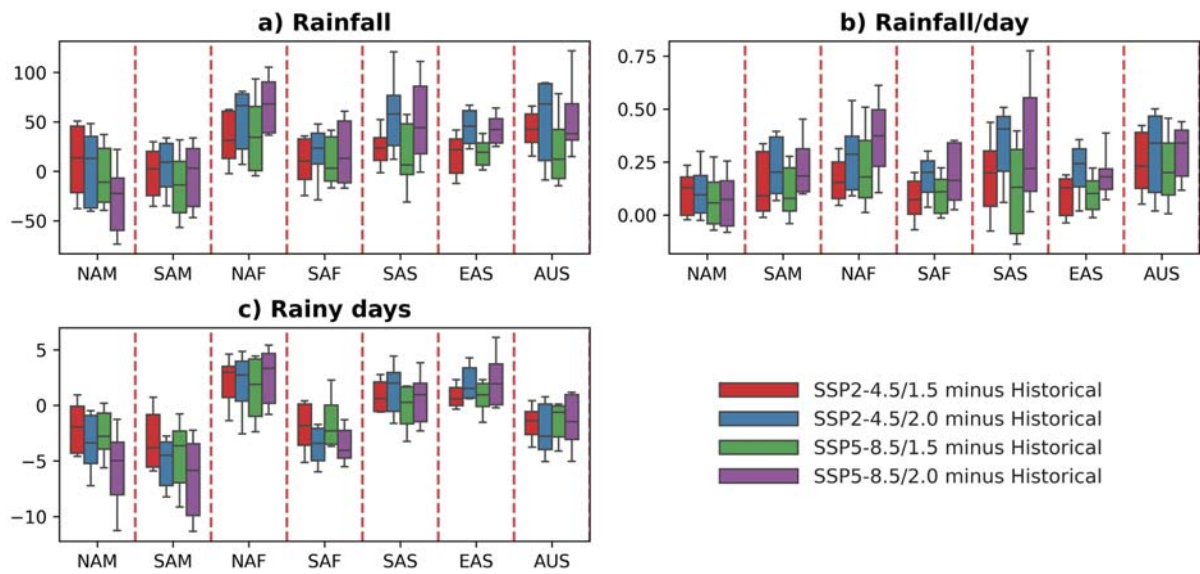 a) Rainfall
100
50
0
−50
NAM SAM NAF SAF SAS EAS AUS
b) Rainfall/day
0.75
0.50
0.25
0.00
NAM SAM NAF SAF SAS EAS AUS
c) Rainy days
5
0
−5
−10
NAM SAM NAF SAF SAS EAS AUS
SSP2-4.5/1.5 minus Historical
SSP2-4.5/2.0 minus Historical
SSP5-8.5/1.5 minus Historical
SSP5-8.5/2.0 minus Historical